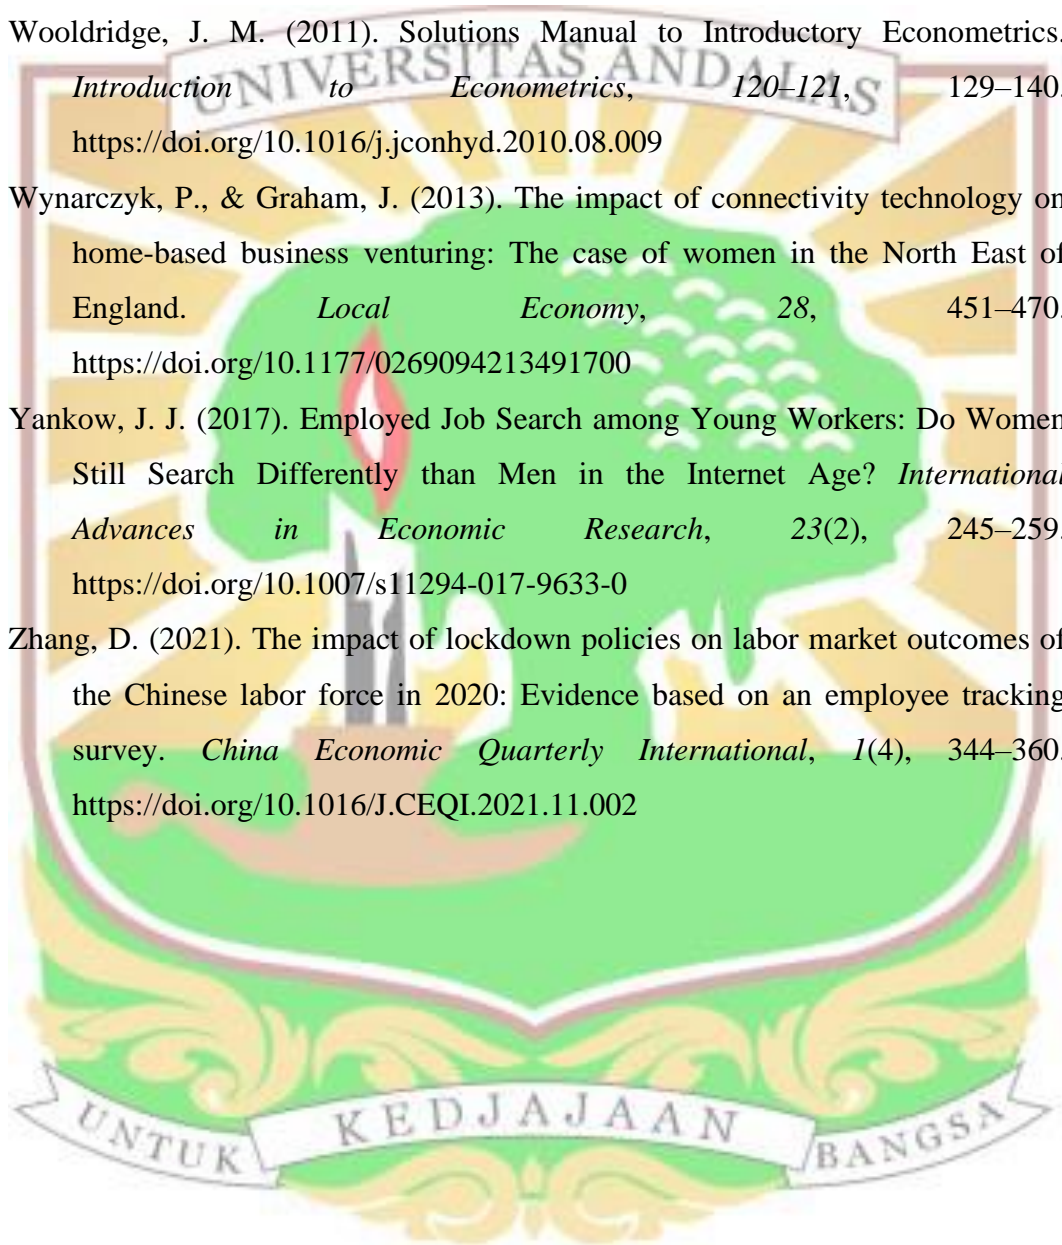 Wooldridge, J. M. (2011). Solutions Manual to Introductory Econometrics.
UNIVERSITAS ANDALAS
Introduction to Econometrics, 120–121, 129–140.
https://doi.org/10.1016/j.jconhyd.2010.08.009
Wynarczyk, P., & Graham, J. (2013). The impact of connectivity technology on
home-based business venturing: The case of women in the North East of
England. Local Economy, 28, 451–470.
https://doi.org/10.1177/0269094213491700
Yankow, J. J. (2017). Employed Job Search among Young Workers: Do Women
Still Search Differently than Men in the Internet Age? International
Advances in Economic Research, 23(2), 245–259.
https://doi.org/10.1007/s11294-017-9633-0
Zhang, D. (2021). The impact of lockdown policies on labor market outcomes of
the Chinese labor force in 2020: Evidence based on an employee tracking
survey. China Economic Quarterly International, 1(4), 344–360.
https://doi.org/10.1016/J.CEQI.2021.11.002
UNTUK KEDJAJAAN BANGSA